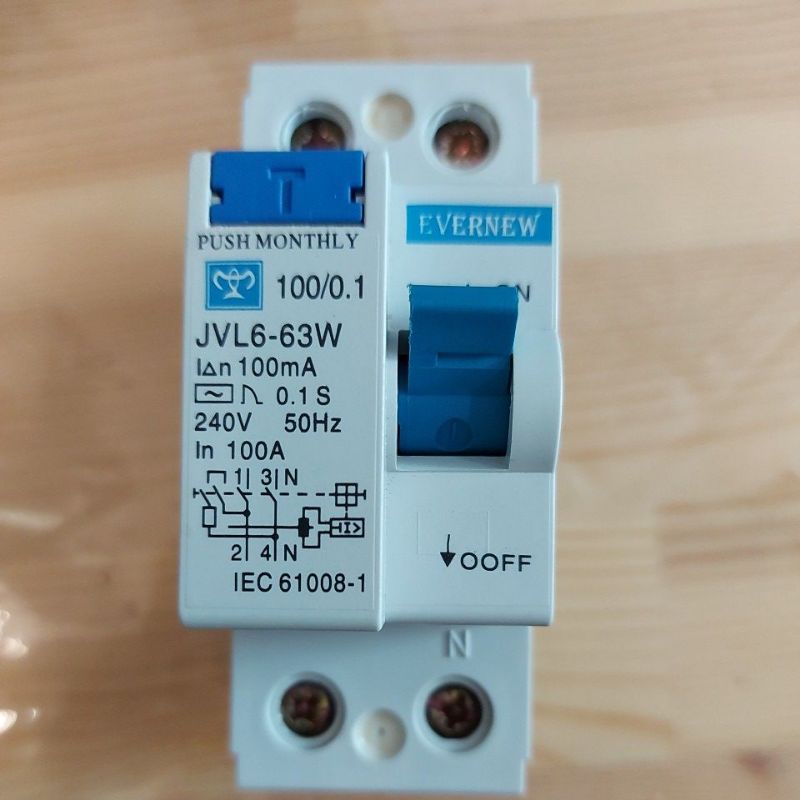 T
PUSH MONTHLY
EVERNEW
100/0.1
JVL6-63W
I∆n 100mA
0.1 S
240V 50Hz
In 100A
1 3 N
2 4 N
I>
IEC 61008-1
OOFF
N